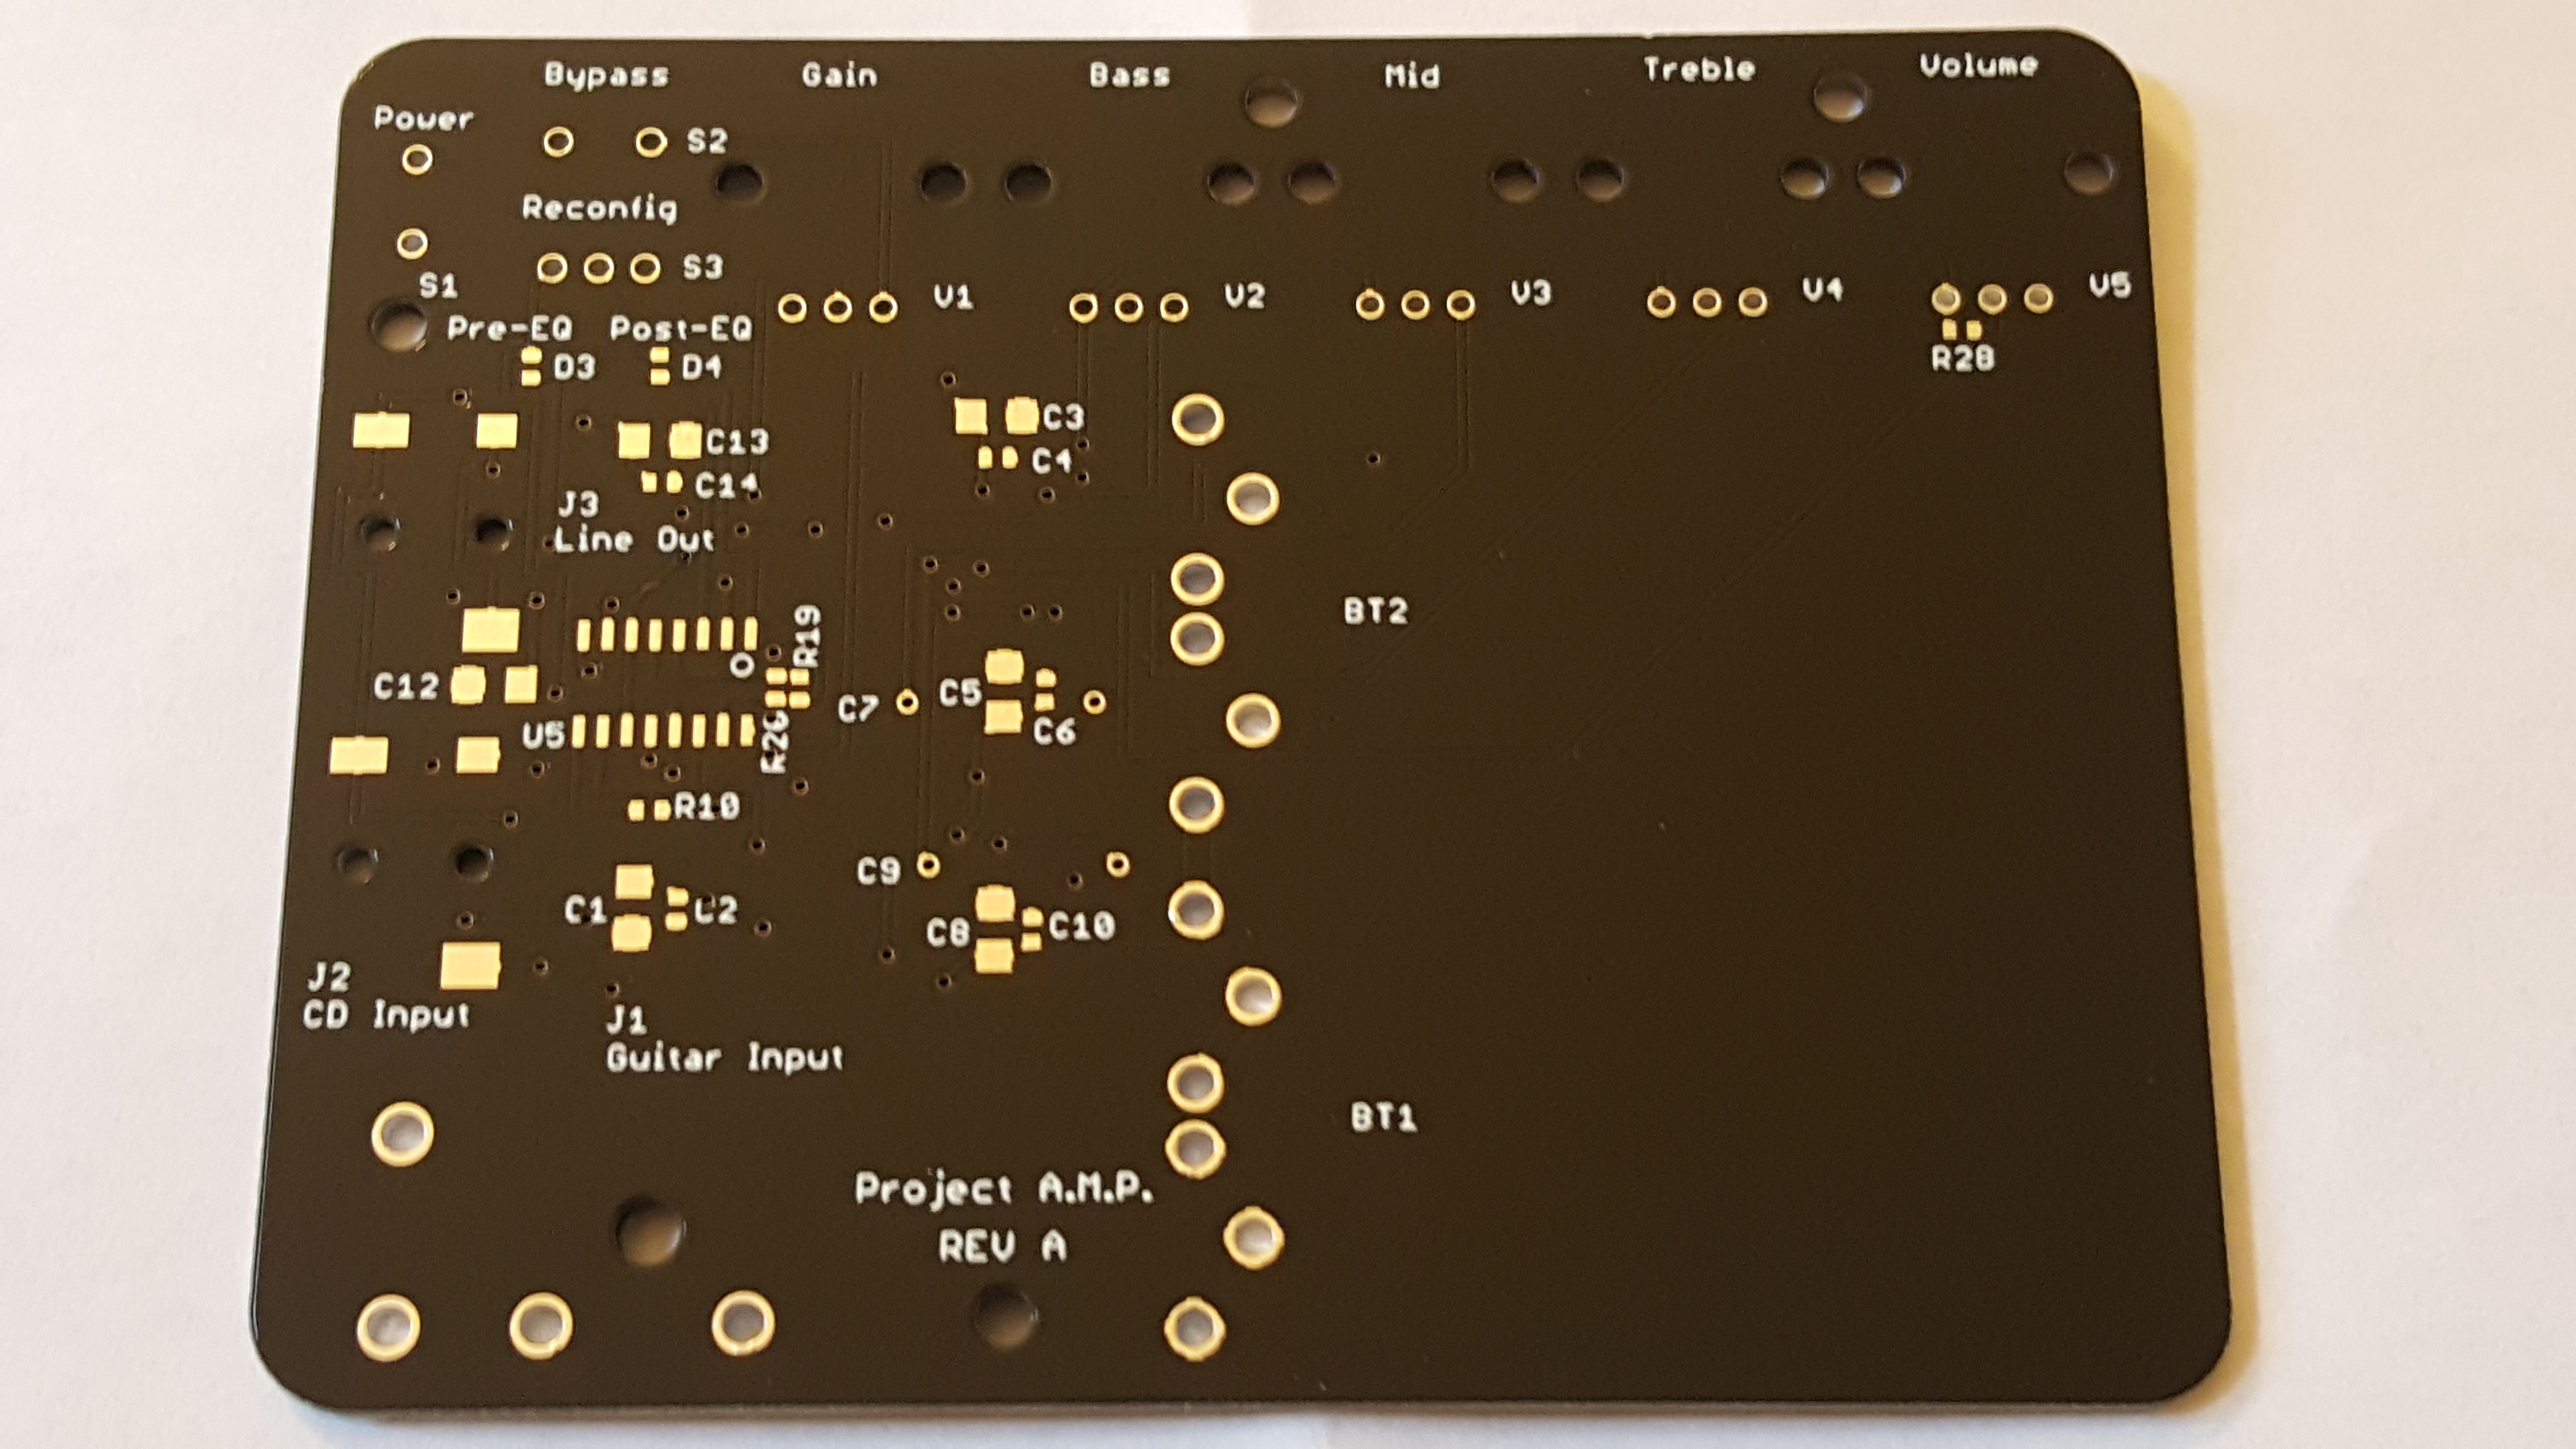 Bypass
Gain
Bass
Mid
Treble
Volume
Power
S2
Reconfig
S3
S1
V1
V2
V3
V4
V5
Pre-EQ
Post-EQ
D3
D4
R28
C13
C3
C14
C4
J3
Line Out
BT2
R19
C12
C7
C5
C6
U5
R10
C9
C1
C2
C8
C10
J2
CD Input
J1
Guitar Input
BT1
Project A.M.P.
REV A